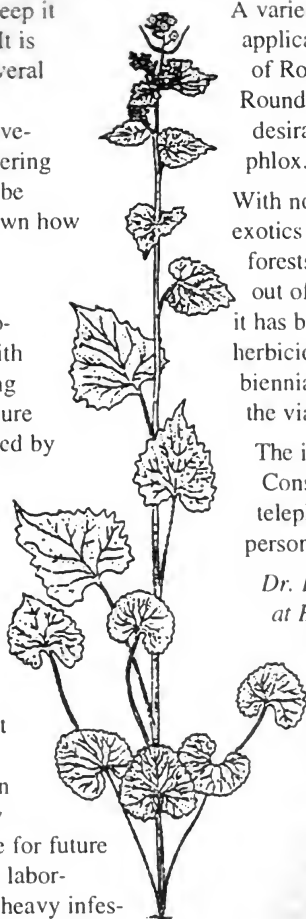 eep it
It is
veral
ve-
ering
be
wn how
o-
ith
ng
ure
ed by
t
n
y
e for future
labor-
heavy infes-
A varie
applica
of Ro
Round
desira
phlox.
With no
exotics
forests
out of
it has b
herbicid
biennia
the via
The i
Cons
telep
person
Dr. I
at P